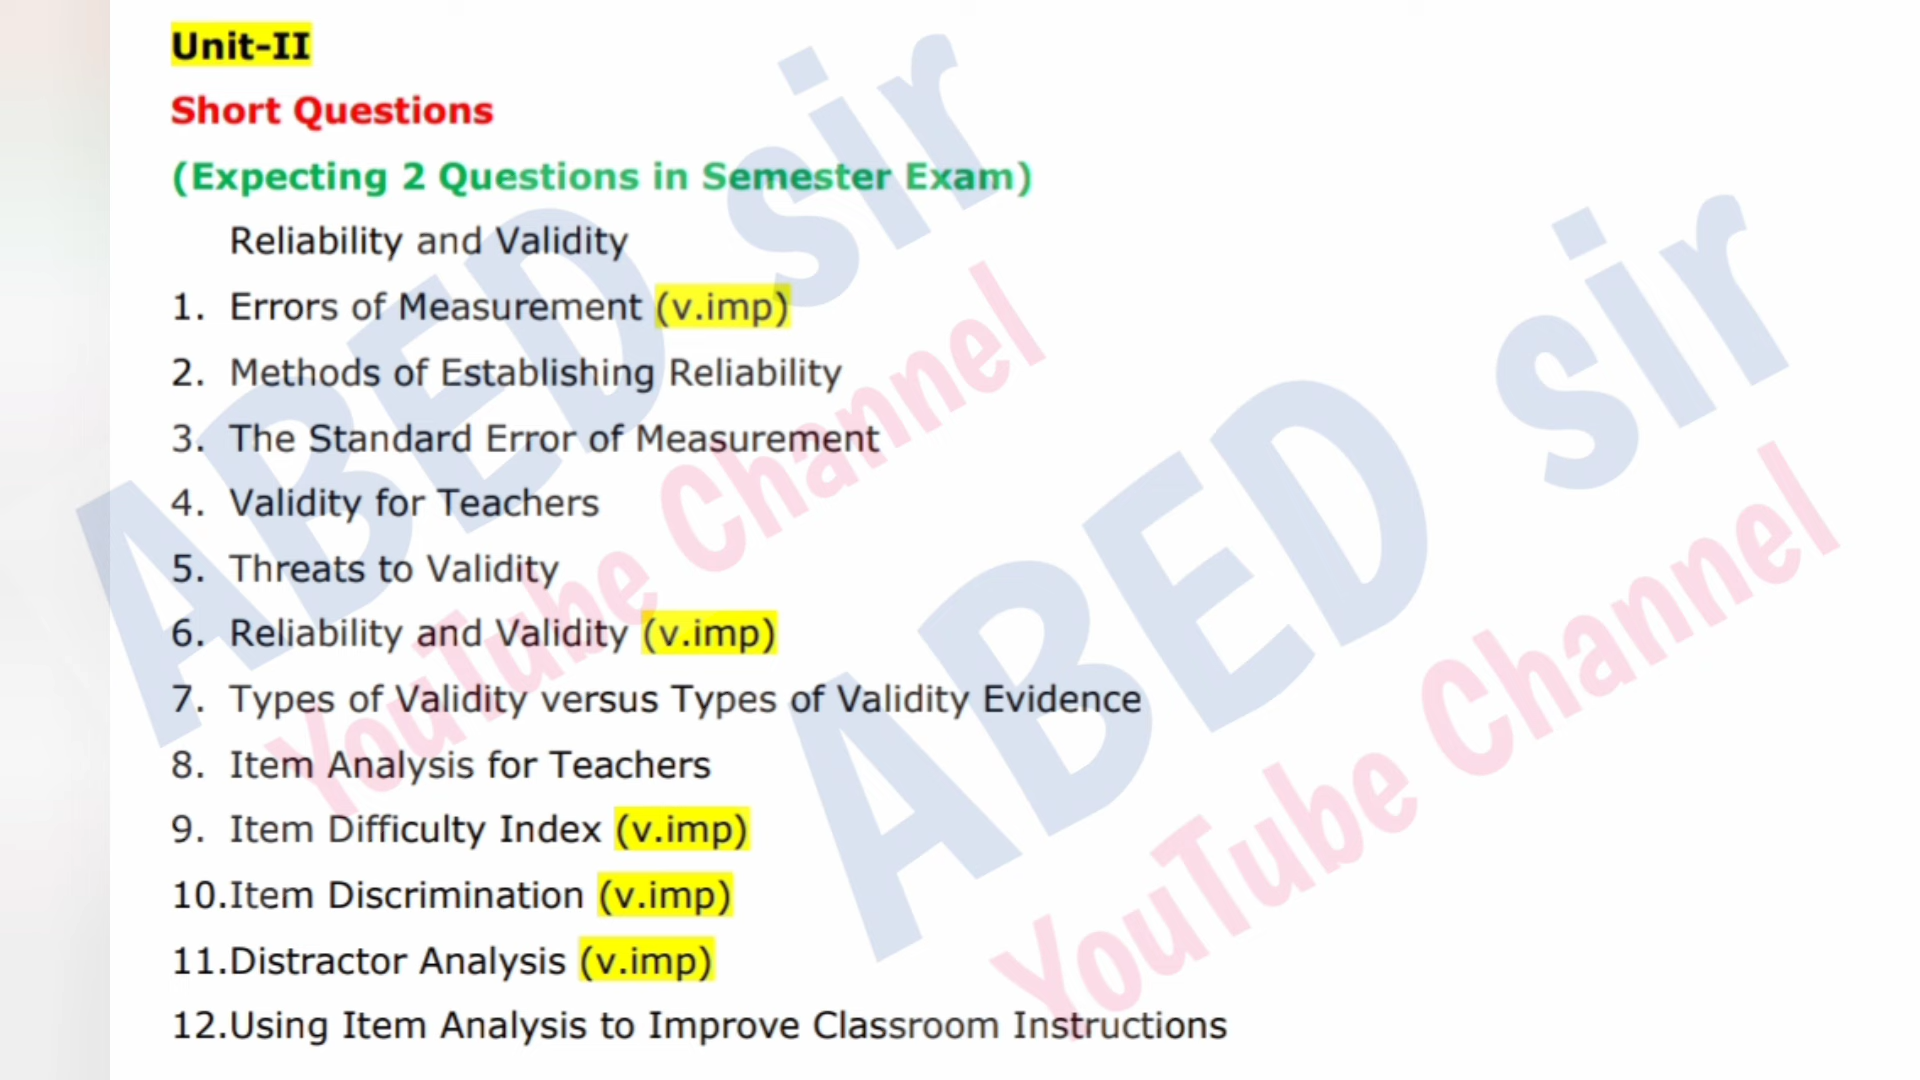 Unit-II
Short Questions
(Expecting 2 Questions in Semester Exam)
Reliability and Validity
1. Errors of Measurement (v.imp)
2. Methods of Establishing Reliability
3. The Standard Error of Measurement
4. Validity for Teachers
5. Threats to Validity
6. Reliability and Validity (v.imp)
7. Types of Validity versus Types of Validity Evidence
8. Item Analysis for Teachers
9. Item Difficulty Index (v.imp)
10.Item Discrimination (v.imp)
11.Distractor Analysis (v.imp)
12.Using Item Analysis to Improve Classroom Instructions
ABED sir
YouTube Channel
ABED sir
YouTube Channel